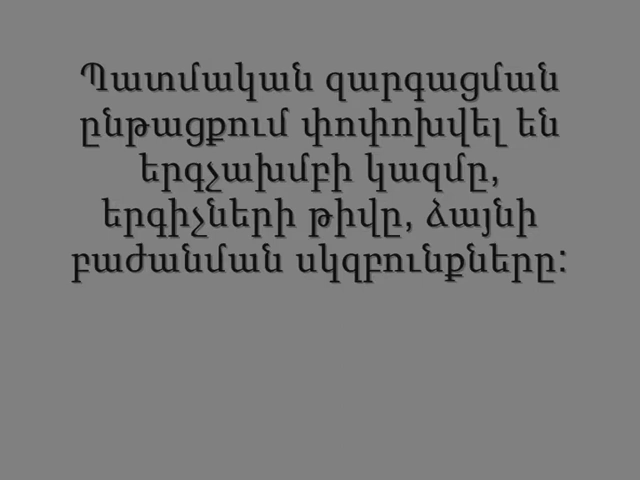 Պատմական զարգացման
ընթացքում փոփոխվել են
երգչախմբի կազմը,
երգիչների թիվը, ձայնի
բաժանման սկզբունքները: